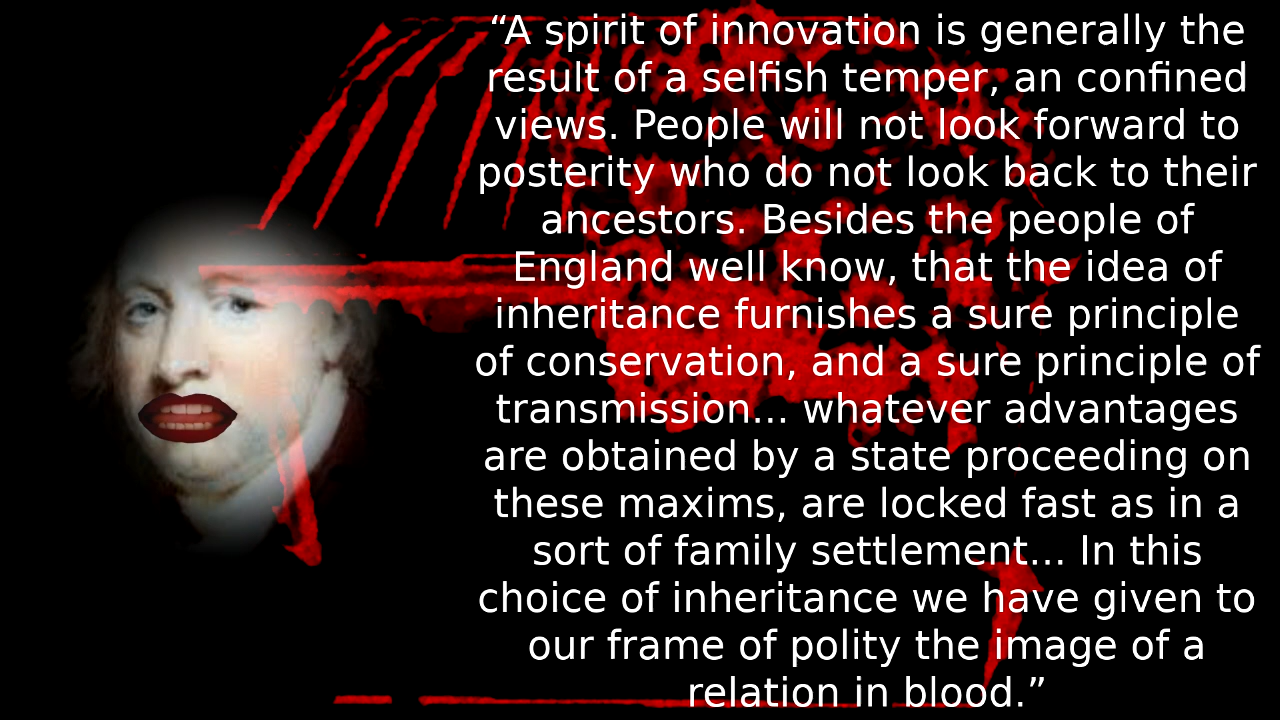 “A spirit of innovation is generally the
result of a selfish temper, an confined
views. People will not look forward to
posterity who do not look back to their
ancestors. Besides the people of
England well know, that the idea of
inheritance furnishes a sure principle
of conservation, and a sure principle of
transmission... whatever advantages
are obtained by a state proceeding on
these maxims, are locked fast as in a
sort of family settlement... In this
choice of inheritance we have given to
our frame of polity the image of a
relation in blood.”